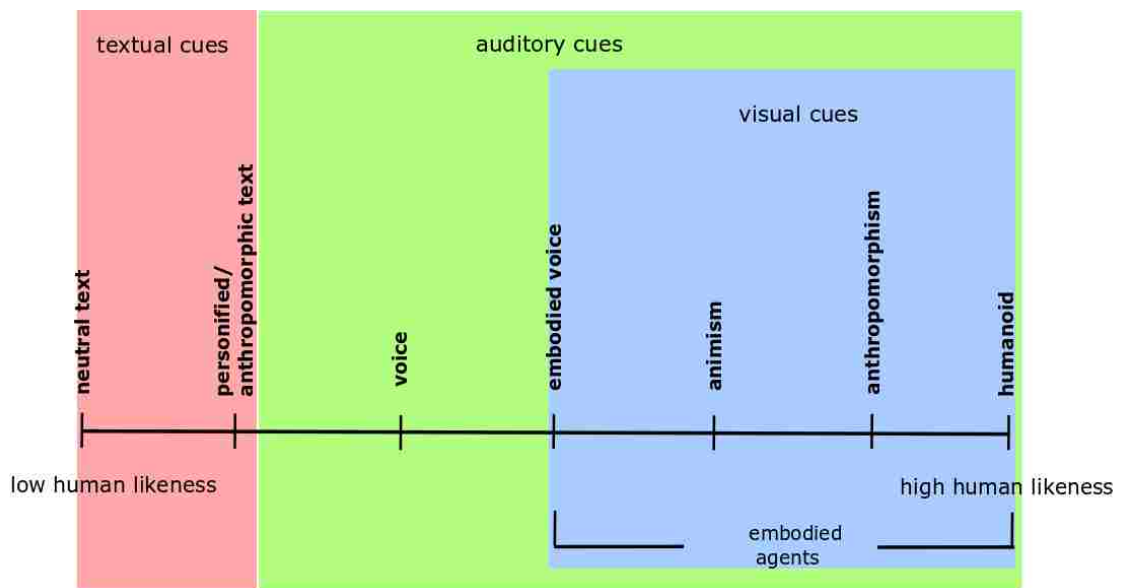 textual cues
auditory cues
visual cues
neutral text
personified/
anthropomorphic text
voice
embodied voice
animism
anthropomorphism
humanoid
low human likeness
high human likeness
embodied
agents